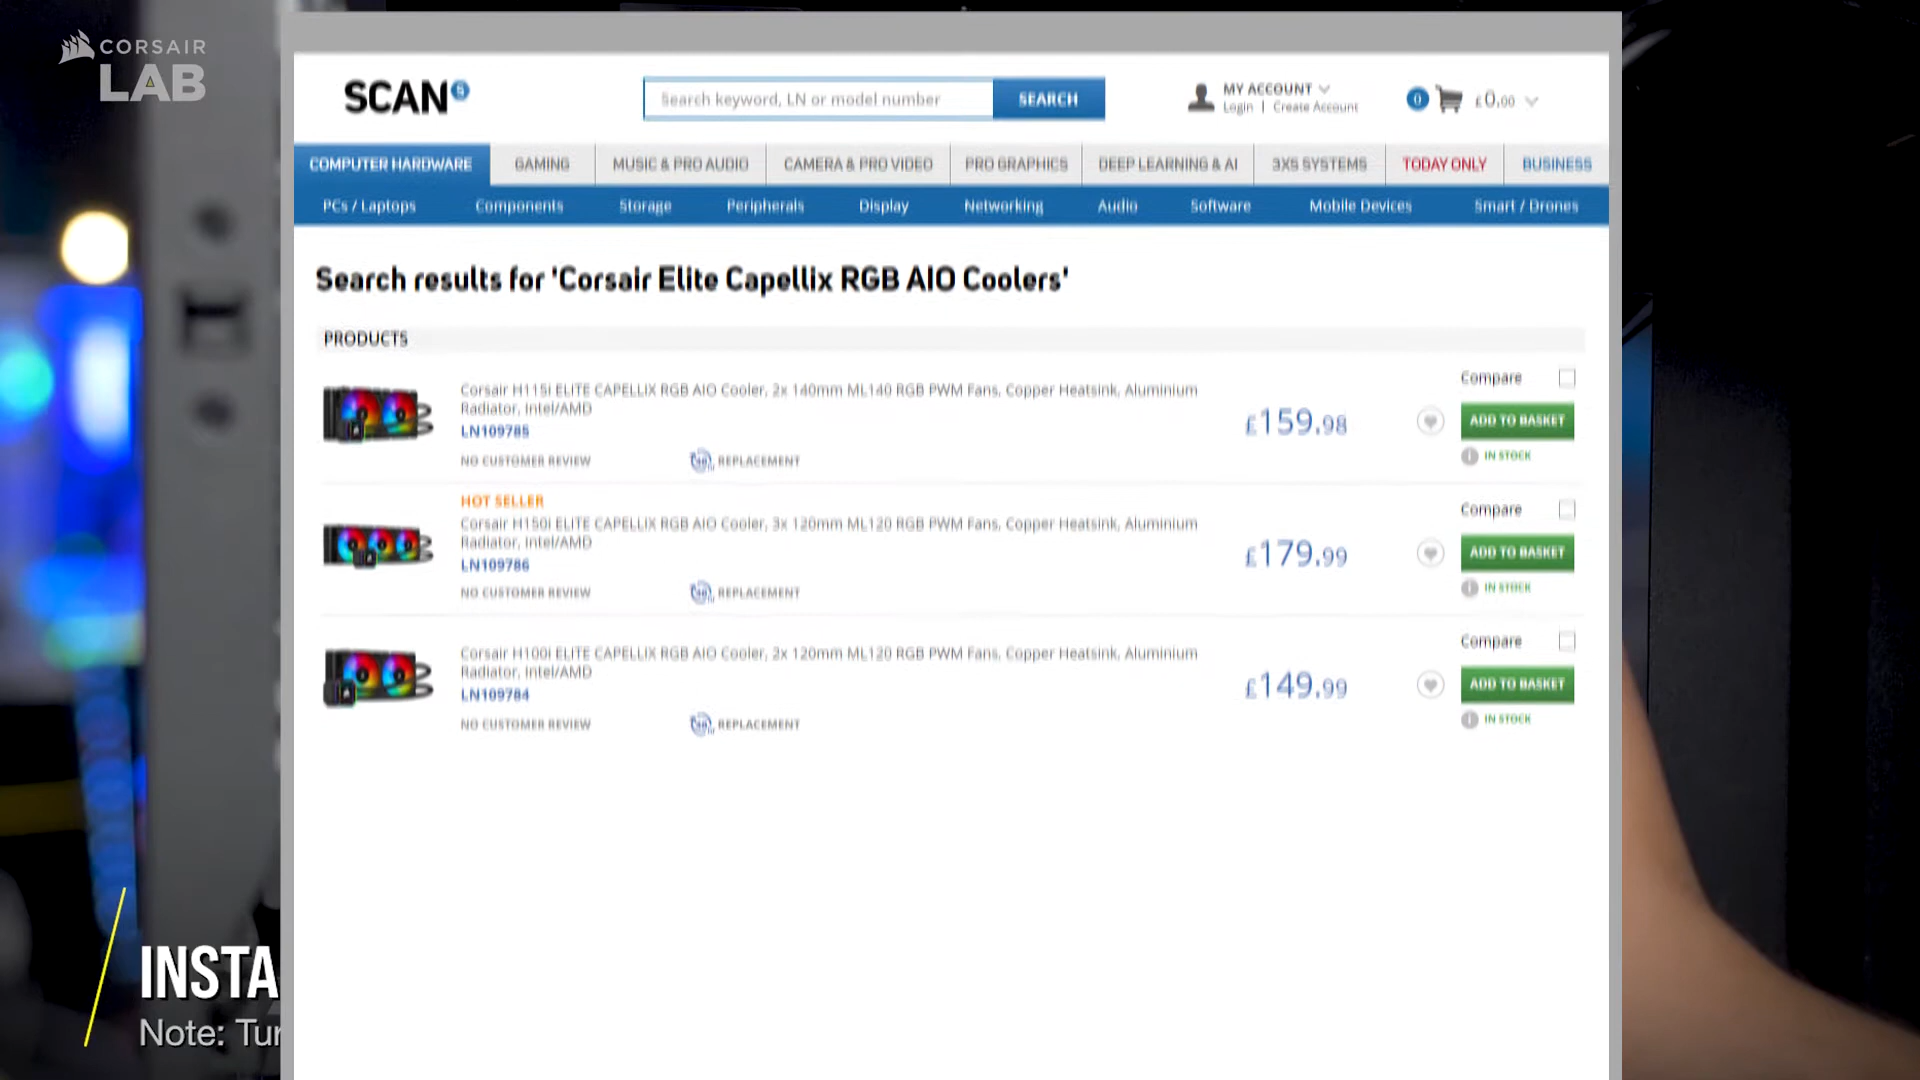 CORSAIR
LAB
SCAN
Search keyword, LN or model number
SEARCH
MY ACCOUNT
Login | Create Account
0
£0.00
COMPUTER HARDWARE
GAMING
MUSIC & PRO AUDIO
CAMERA & PRO VIDEO
PRO GRAPHICS
DEEP LEARNING & AI
3XS SYSTEMS
TODAY ONLY
BUSINESS
PCs / Laptops
Components
Storage
Peripherals
Display
Networking
Audio
Software
Mobile Devices
Smart / Drones
Search results for 'Corsair Elite Capellix RGB AIO Coolers'
PRODUCTS
Corsair H115i ELITE CAPELLIX RGB AIO Cooler, 2x 140mm ML140 RGB PWM Fans, Copper Heatsink, Aluminium
Radiator, Intel/AMD
LN109785
NO CUSTOMER REVIEW
REPLACEMENT
£159.98
Compare
ADD TO BASKET
IN STOCK
HOT SELLER
Corsair H150i ELITE CAPELLIX RGB AIO Cooler, 3x 120mm ML120 RGB PWM Fans, Copper Heatsink, Aluminium
Radiator, Intel/AMD
LN109786
NO CUSTOMER REVIEW
REPLACEMENT
£179.99
Compare
ADD TO BASKET
IN STOCK
Corsair H100i ELITE CAPELLIX RGB AIO Cooler, 2x 120mm ML120 RGB PWM Fans, Copper Heatsink, Aluminium
Radiator, Intel/AMD
LN109784
NO CUSTOMER REVIEW
REPLACEMENT
£149.99
Compare
ADD TO BASKET
IN STOCK
INSTA
Note: Tur